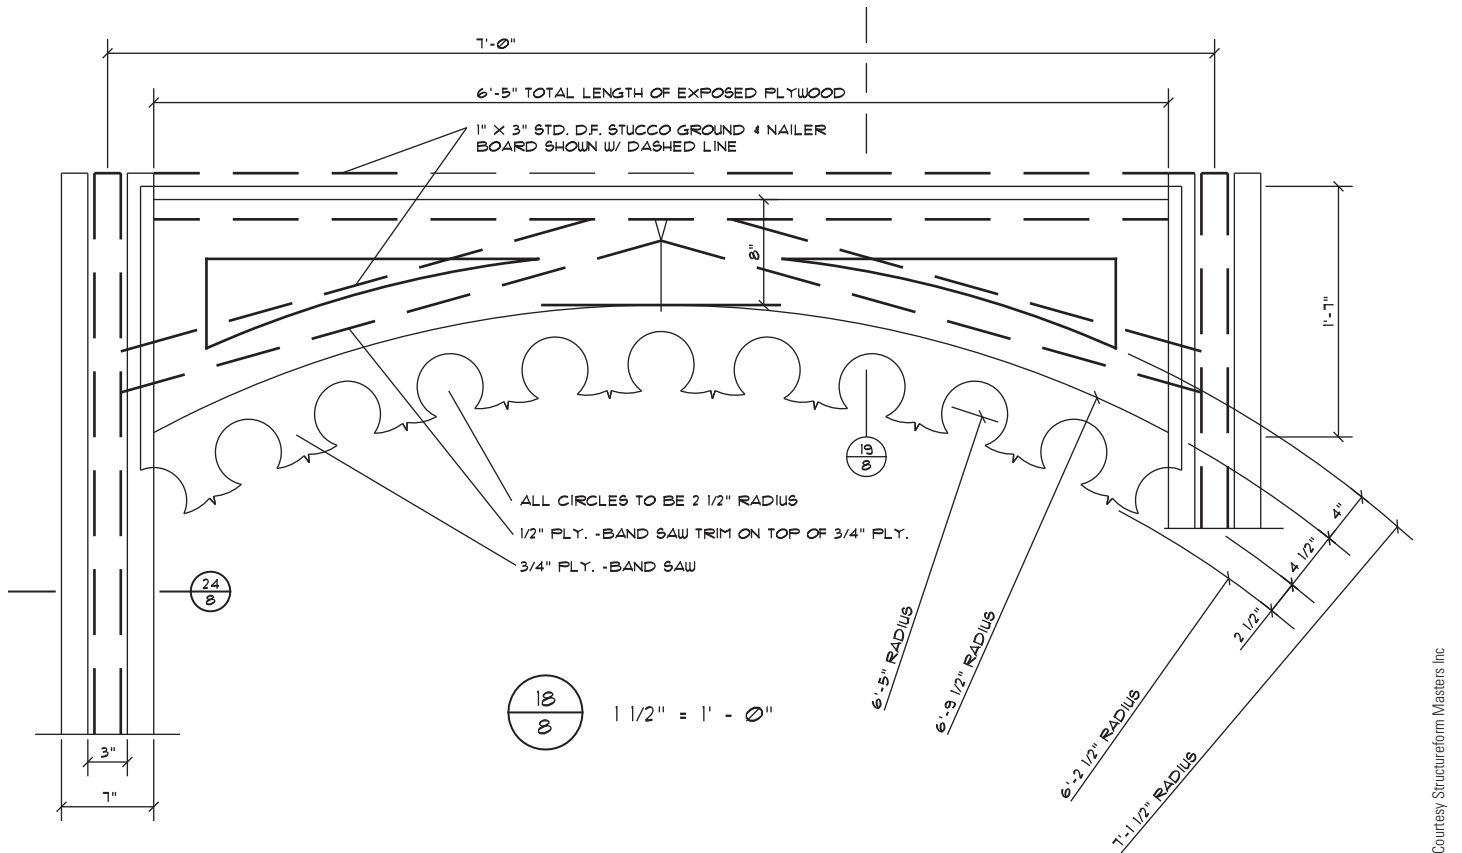 7'-0"
6'-5" TOTAL LENGTH OF EXPOSED PLYWOOD
1" X 3" STD. D.F. STUCCO GROUND & NAILER
BOARD SHOWN W/ DASHED LINE
8"
1'-7"
19
8
ALL CIRCLES TO BE 2 1/2" RADIUS
1/2" PLY. -BAND SAW TRIM ON TOP OF 3/4" PLY.
3/4" PLY. -BAND SAW
4"
4 1/2"
2 1/2"
24
8
6'-5" RADIUS
6'-9 1/2" RADIUS
6'-2 1/2" RADIUS
7'-1 1/2" RADIUS
18
8
1 1/2" = 1' - 0"
3"
7"
Courtesy Structureform Masters Inc